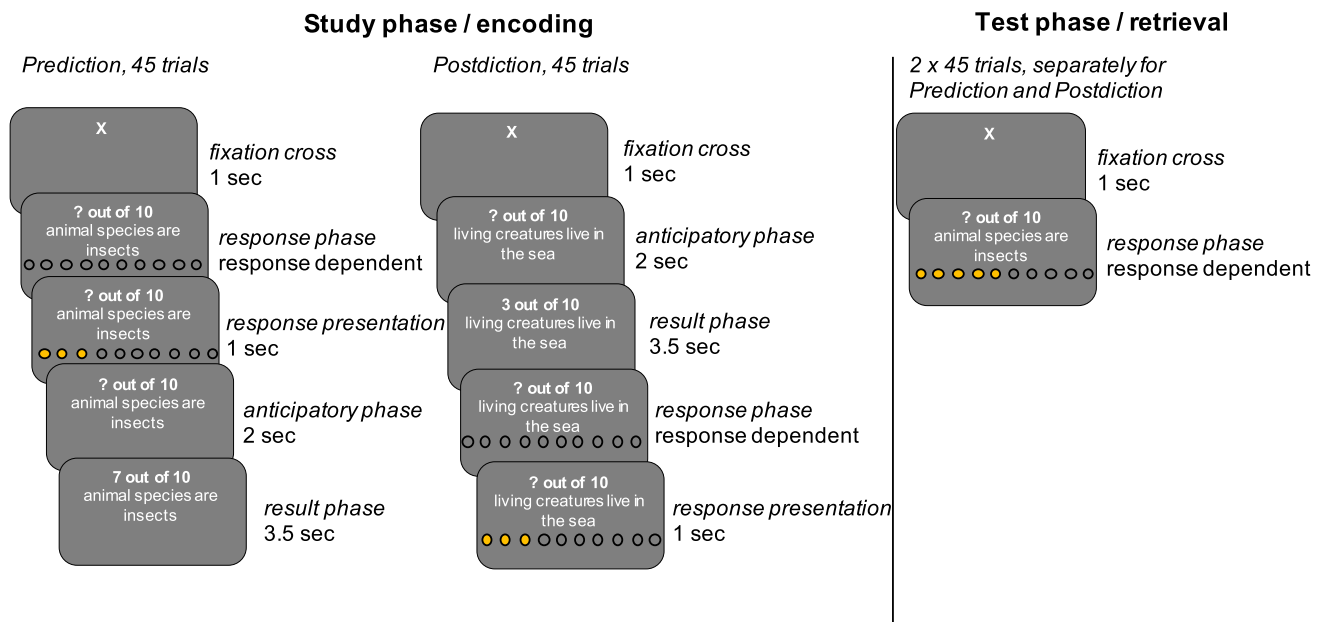 Study phase / encoding
Prediction, 45 trials
X
fixation cross
1 sec
? out of 10
animal species are
insects
response phase
response dependent
? out of 10
animal species are
insects
response presentation
1 sec
? out of 10
animal species are
insects
anticipatory phase
2 sec
7 out of 10
animal species are
insects
result phase
3.5 sec
Postdiction, 45 trials
X
fixation cross
1 sec
? out of 10
living creatures live in
the sea
anticipatory phase
2 sec
3 out of 10
living creatures live in
the sea
result phase
3.5 sec
? out of 10
living creatures live in
the sea
response phase
response dependent
? out of 10
living creatures live in
the sea
response presentation
1 sec
Test phase / retrieval
2 x 45 trials, separately for
Prediction and Postdiction
X
fixation cross
1 sec
? out of 10
animal species are
insects
response phase
response dependent